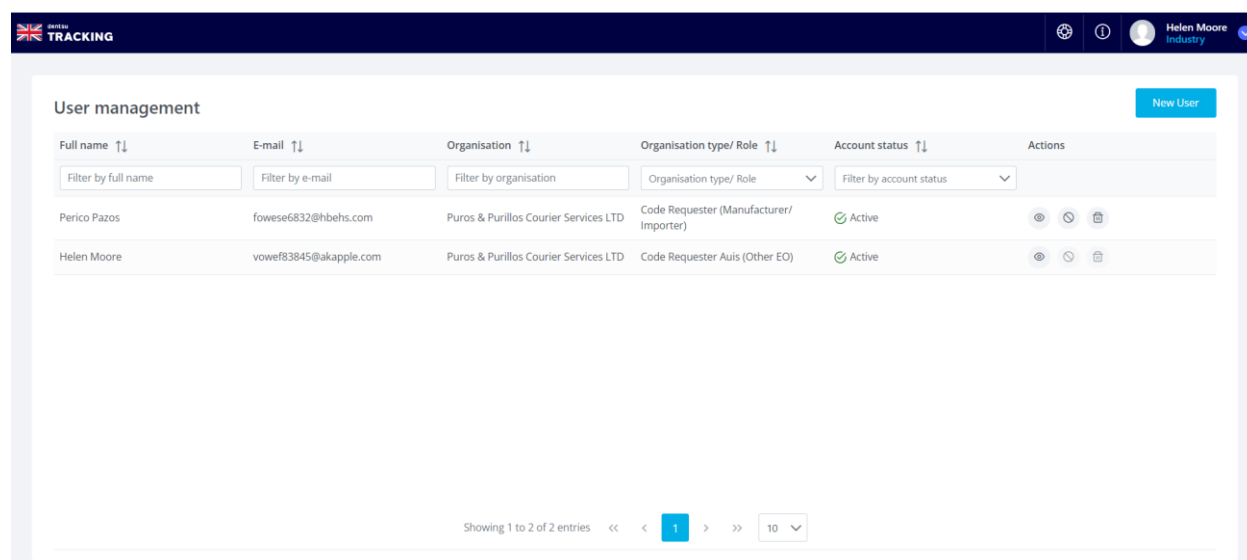 dentsu
TRACKING
Helen Moore
Industry
User management
New User
Full name E-mail Organisation Organisation type/ Role Account status Actions
Filter by full name Filter by e-mail Filter by organisation Organisation type/ Role Filter by account status
Perico Pazos fowese6832@hbehs.com Puros & Purillos Courier Services LTD Code Requester (Manufacturer/
Importer) Active
Helen Moore vowef83845@akapple.com Puros & Purillos Courier Services LTD Code Requester Auis (Other EO) Active
Showing 1 to 2 of 2 entries << < 1 > >> 10